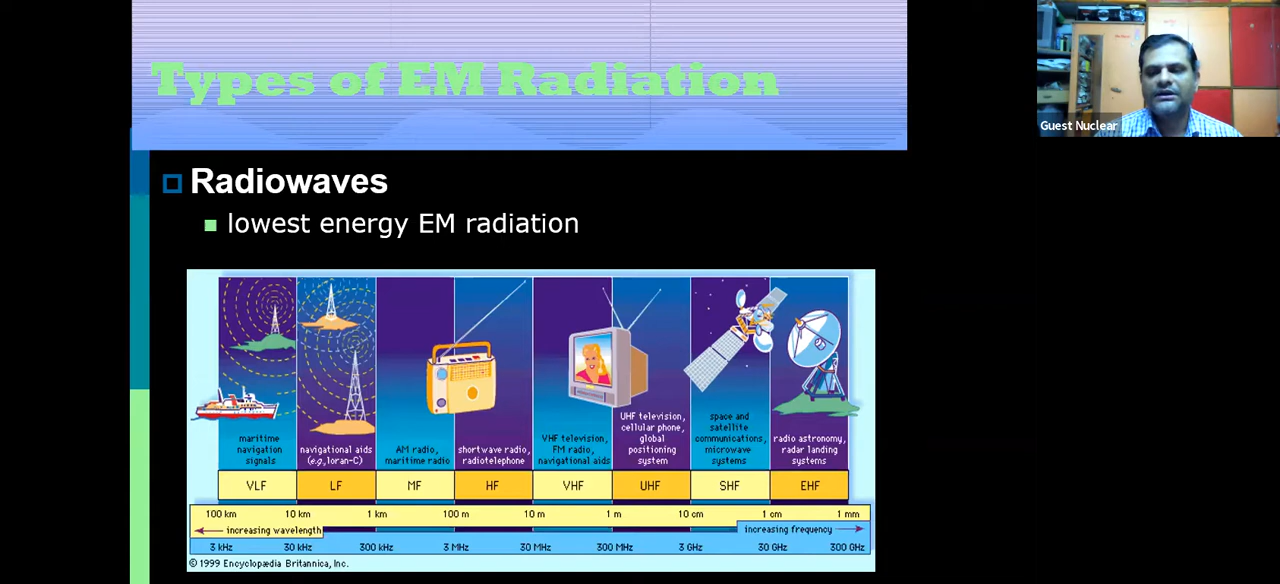 Types of EM Radiation
Guest Nuclear
Radiowaves
lowest energy EM radiation
maritime
navigation
signals
navigational aids
(e.g., loran-C)
AM radio,
maritime radio
shortwave radio,
radiotelephone
VHF television,
FM radio,
navigational aids
UHF television,
cellular phone,
global
positioning
system
space and
satellite
communications,
microwave
systems
radio astronomy,
radar landing
systems
VLF LF MF HF VHF UHF SHF EHF
100 km 10 km 1 km 100 m 10 m 1 m 10 cm 1 cm 1 mm
increasing wavelength increasing frequency
3 kHz 30 kHz 300 kHz 3 MHz 30 MHz 300 MHz 3 GHz 30 GHz 300 GHz
© 1999 Encyclopædia Britannica, Inc.